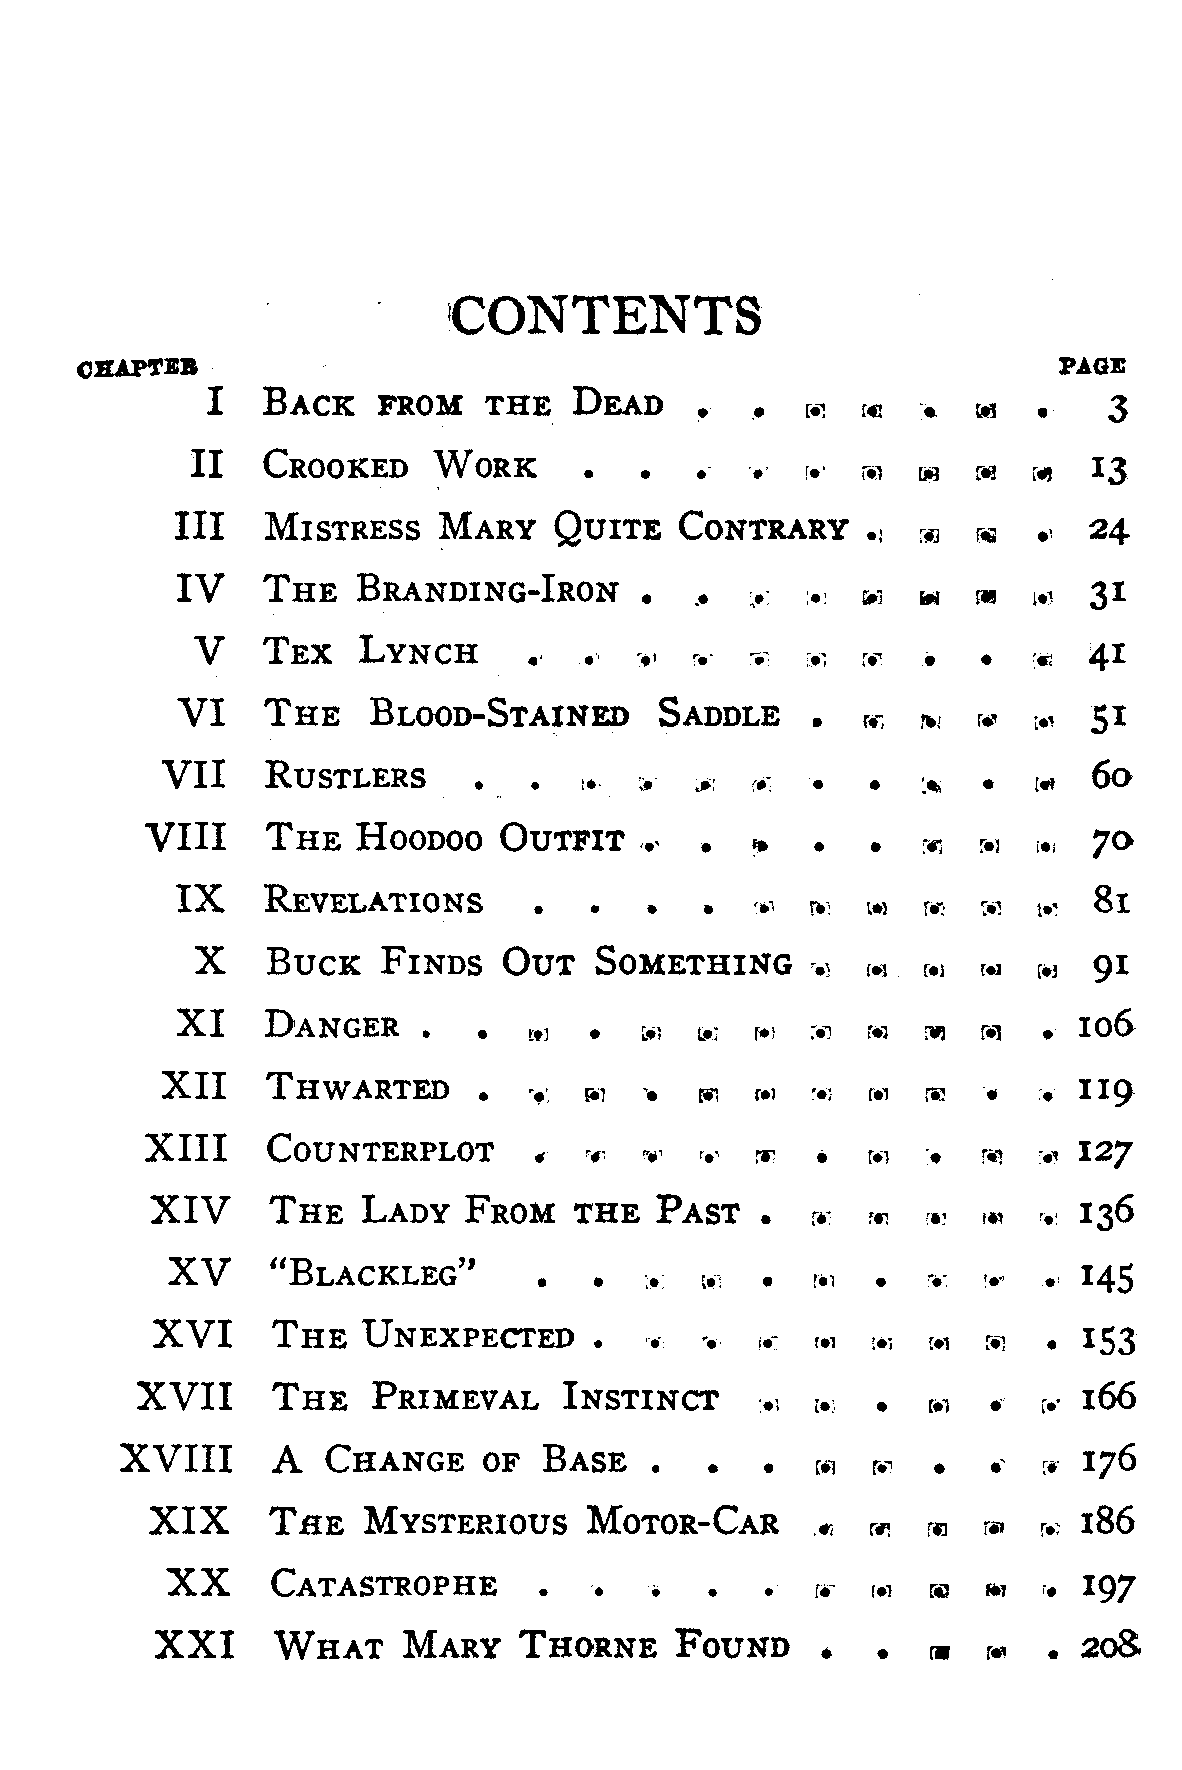 CONTENTS
CHAPTER PAGE
I Back from the Dead . . . . . . . 3
II Crooked Work . . . . . . . . . 13
III Mistress Mary Quite Contrary . . . . 24
IV The Branding-Iron . . . . . . . . 31
V Tex Lynch . . . . . . . . . . 41
VI The Blood-Stained Saddle . . . . . 51
VII Rustlers . . . . . . . . . . . 60
VIII The Hoodoo Outfit . . . . . . . . 70
IX Revelations . . . . . . . . . . 81
X Buck Finds Out Something . . . . . 91
XI Danger . . . . . . . . . . . . 106
XII Thwarted . . . . . . . . . . . 119
XIII Counterplot . . . . . . . . . . 127
XIV The Lady From the Past . . . . . . 136
XV "Blackleg" . . . . . . . . . . 145
XVI The Unexpected . . . . . . . . . 153
XVII The Primeval Instinct . . . . . . 166
XVIII A Change of Base . . . . . . . . 176
XIX The Mysterious Motor-Car . . . . . 186
XX Catastrophe . . . . . . . . . . 197
XXI What Mary Thorne Found . . . . . 208